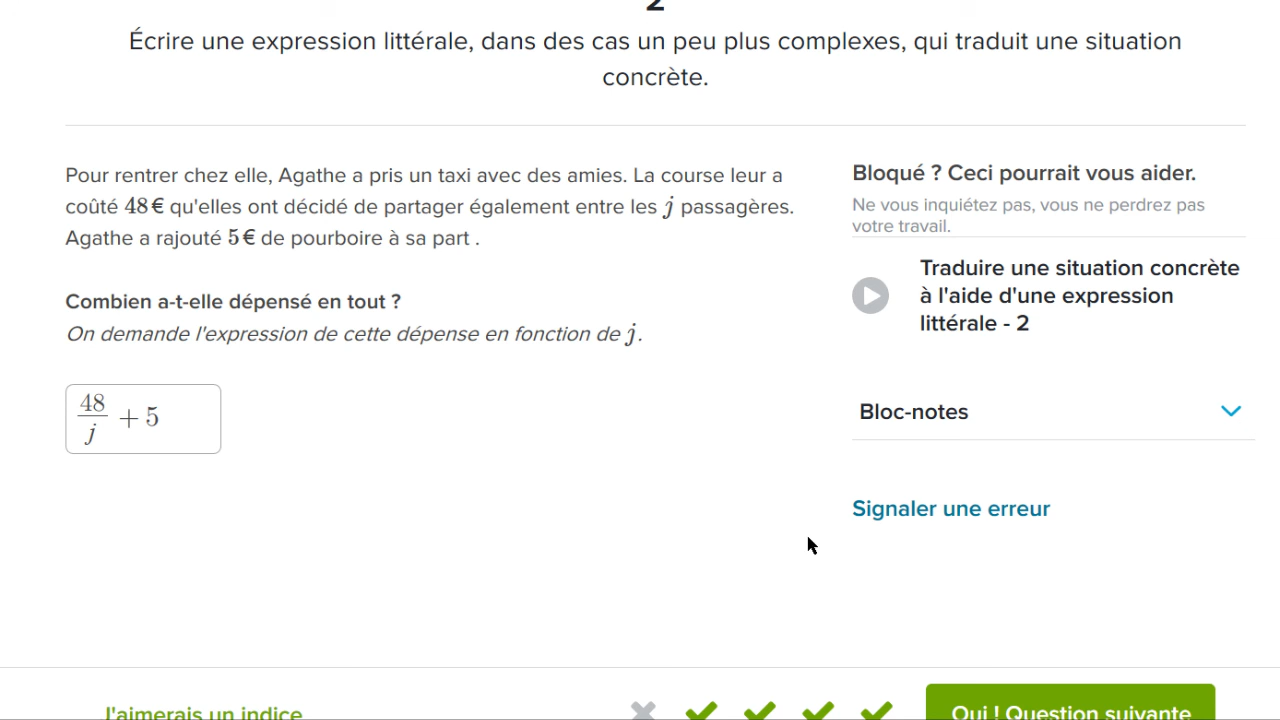 2
Écrire une expression littérale, dans des cas un peu plus complexes, qui traduit une situation
concrète.
Pour rentrer chez elle, Agathe a pris un taxi avec des amies. La course leur a
coûté 48 € qu'elles ont décidé de partager également entre les j passagères.
Agathe a rajouté 5 € de pourboire à sa part .
Combien a-t-elle dépensé en tout ?
On demande l'expression de cette dépense en fonction de j.
48/j + 5
Bloqué ? Ceci pourrait vous aider.
Ne vous inquiétez pas, vous ne perdrez pas
votre travail.
Traduire une situation concrète
à l'aide d'une expression
littérale - 2
Bloc-notes
Signaler une erreur
J'aimerais un indice
Oui ! Question suivante